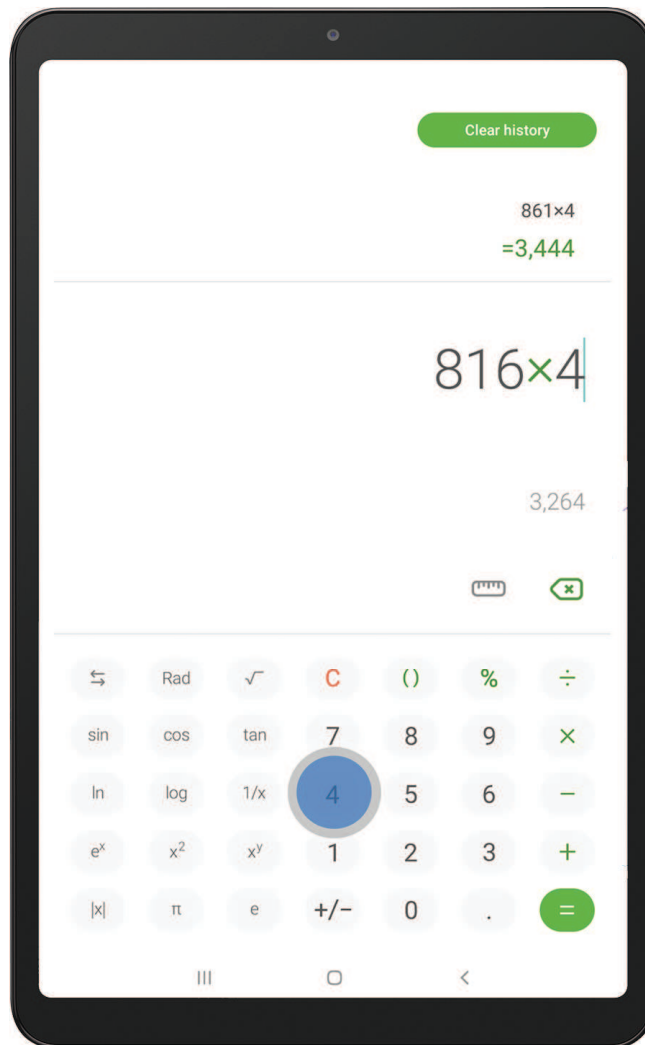 Clear history
861×4
=3,444
816×4
3,264
⇆ Rad √ C () % ÷
sin cos tan 7 8 9 ×
ln log 1/x 4 5 6 −
eˣ x² xʸ 1 2 3 +
|x| π e +/− 0 . =